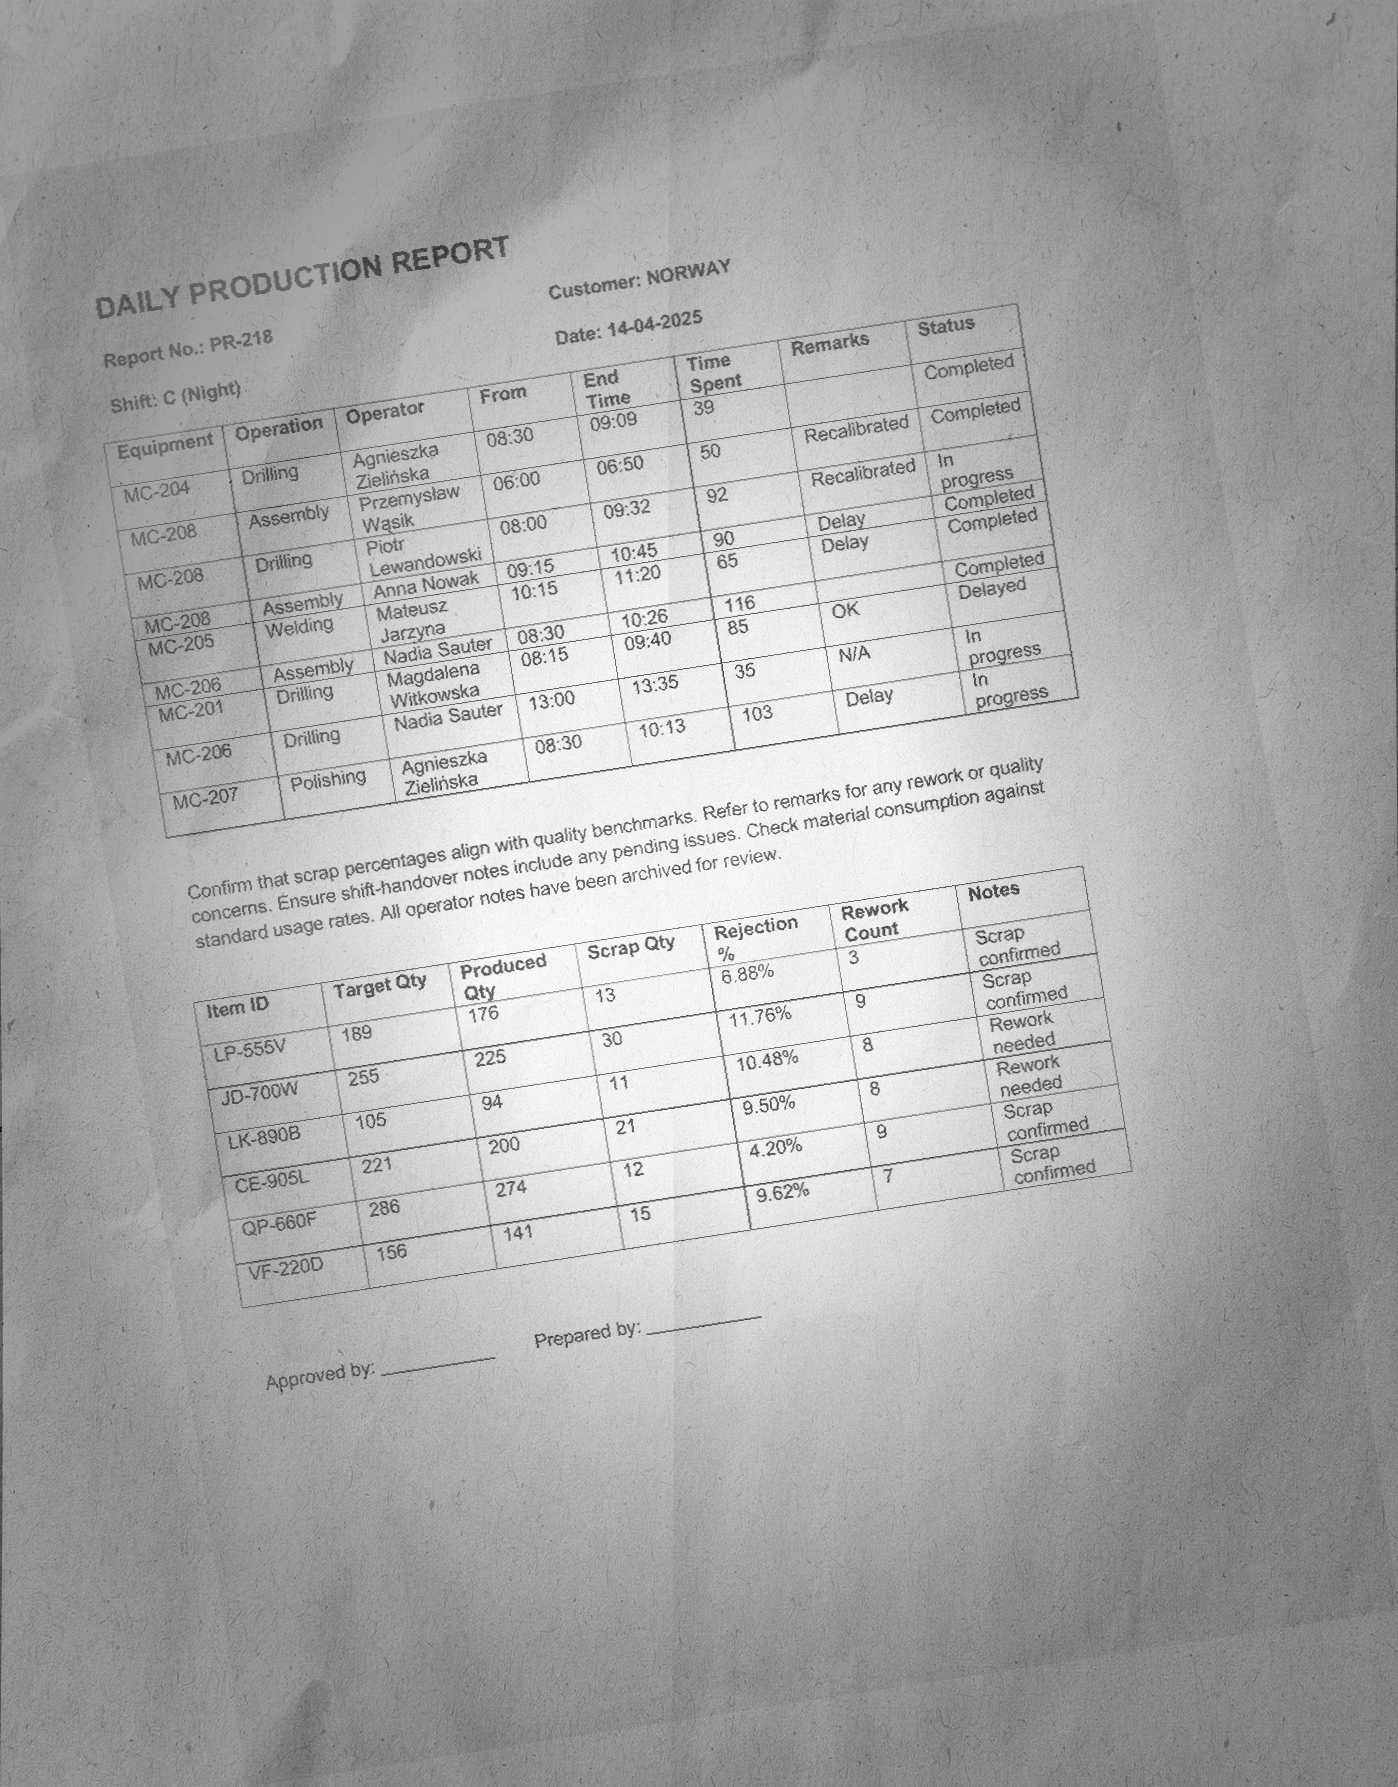 DAILY PRODUCTION REPORT
Report No.: PR-218 Customer: NORWAY
Shift: C (Night) Date: 14-04-2025
Equipment Operation Operator From End Time Time Spent Remarks Status
MC-204 Drilling Agnieszka Zielińska 08:30 09:09 39 Completed
MC-208 Assembly Przemysław Wąsik 06:00 06:50 50 Recalibrated Completed
MC-208 Drilling Piotr Lewandowski 08:00 09:32 92 Recalibrated In progress
MC-208 Assembly Anna Nowak 09:15 10:45 90 Delay Completed
MC-205 Welding Mateusz Jarzyna 10:15 11:20 65 Delay Completed
MC-206 Assembly Nadia Sauter 08:30 10:26 116 Completed
MC-201 Drilling Magdalena Witkowska 08:15 09:40 85 OK Delayed
MC-206 Drilling Nadia Sauter 13:00 13:35 35 N/A In progress
MC-207 Polishing Agnieszka Zielińska 08:30 10:13 103 Delay In progress
Confirm that scrap percentages align with quality benchmarks. Refer to remarks for any rework or quality
concerns. Ensure shift-handover notes include any pending issues. Check material consumption against
standard usage rates. All operator notes have been archived for review.
Item ID Target Qty Produced Qty Scrap Qty Rejection % Rework Count Notes
LP-555V 189 176 13 6.88% 3 Scrap confirmed
JD-700W 255 225 30 11.76% 9 Scrap confirmed
LK-890B 105 94 11 10.48% 8 Rework needed
CE-905L 221 200 21 9.50% 8 Rework needed
QP-660F 286 274 12 4.20% 9 Scrap confirmed
VF-220D 156 141 15 9.62% 7 Scrap confirmed
Approved by: __________ Prepared by: __________